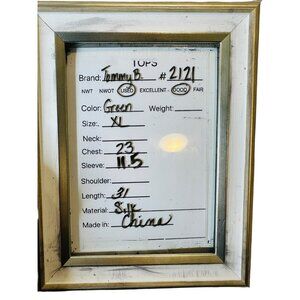 TOPS
Brand: Tommy B. # 2121
NWT NWOT USED EXCELLENT GOOD FAIR
Color: Green Weight:
Size: XL
Neck:
Chest: 23
Sleeve: 11.5
Shoulder:
Length: 31
Material: Silk
Made in: China